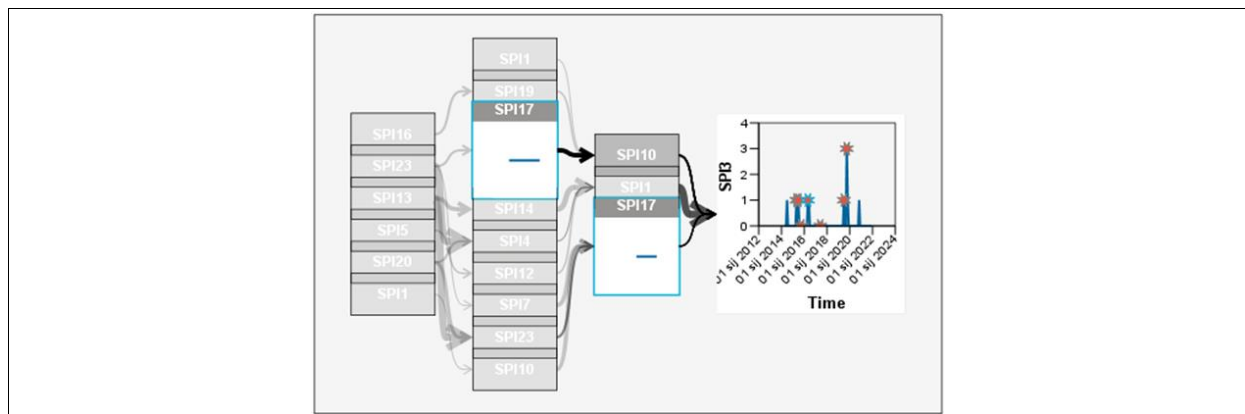 SPI16
SPI23
SPI13
SPI5
SPI20
SPI1
SPI1
SPI19
SPI17
SPI14
SPI4
SPI12
SPI7
SPI23
SPI10
SPI10
SPI1
SPI17
SPI3
4
3
2
1
0
01 sij 2012
01 sij 2014
01 sij 2016
01 sij 2018
01 sij 2020
01 sij 2022
01 sij 2024
Time